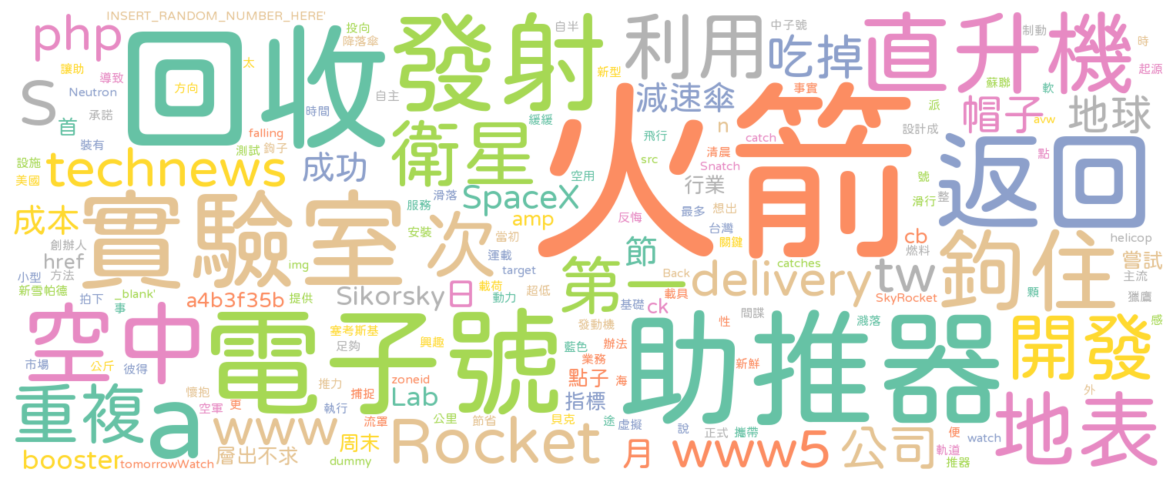 INSERT_RANDOM_NUMBER_HERE'
php
回收
發射
利用
中子號
吃掉
直升機
制動
時
起源
投向
降落傘
自半
新型
讓助
導致
太
方向
Neutron
承諾
S
首
時間
自主
緩緩
減速傘
事實
蘇聯
軟
帽子
地球
派
avw
設計成
裝有
falling
測試
鉤子
衛星
火箭
飛行
n
catch
清晨
Snatch
src
點
返回
設施
美國
technews
成功
空用
行業
號
滑行
整
實驗室
次
滑落
服務
SpaceX
amp
反悔
最多
想出
台灣
關鍵
成本
創辦人
href
安裝
當初
節
cb
燃料
鉤住
helicop
嘗試
主流
獵鷹
小型
方法
新雪帕德
拍下
_blank'
事
img
運載
target
載荷
第一
Back
catches
delivery
tw
SkyRocket
顆
a4b3f35b
提供
Sikorsky
日
動力
超低
基礎
ck
載具
間諜
空中
電子號
塞考斯基
足夠
興趣
發動機
藍色
性
辦法
業務
助推器
濺落
開發
感
市場
公斤
彼得
點子
海
新鮮
外
重複
a
懷抱
空軍
更
推力
執行
捕捉
流罩
zoneid
Lab
指標
地表
www
周末
公里
節省
貝克
途
虛擬
說
正式
攜帶
便
watch
booster
tomorrowWatch
層出不求
dummy
Rocket
月
www5
公司
軌道
推器